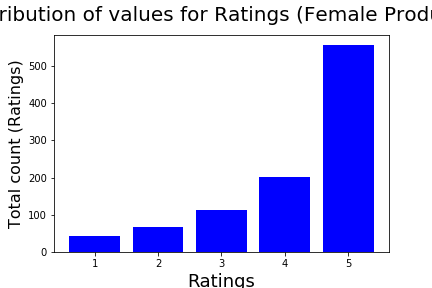 ribution of values for Ratings (Female Produ
Total count (Ratings)
500
400
300
200
100
0
1 2 3 4 5
Ratings